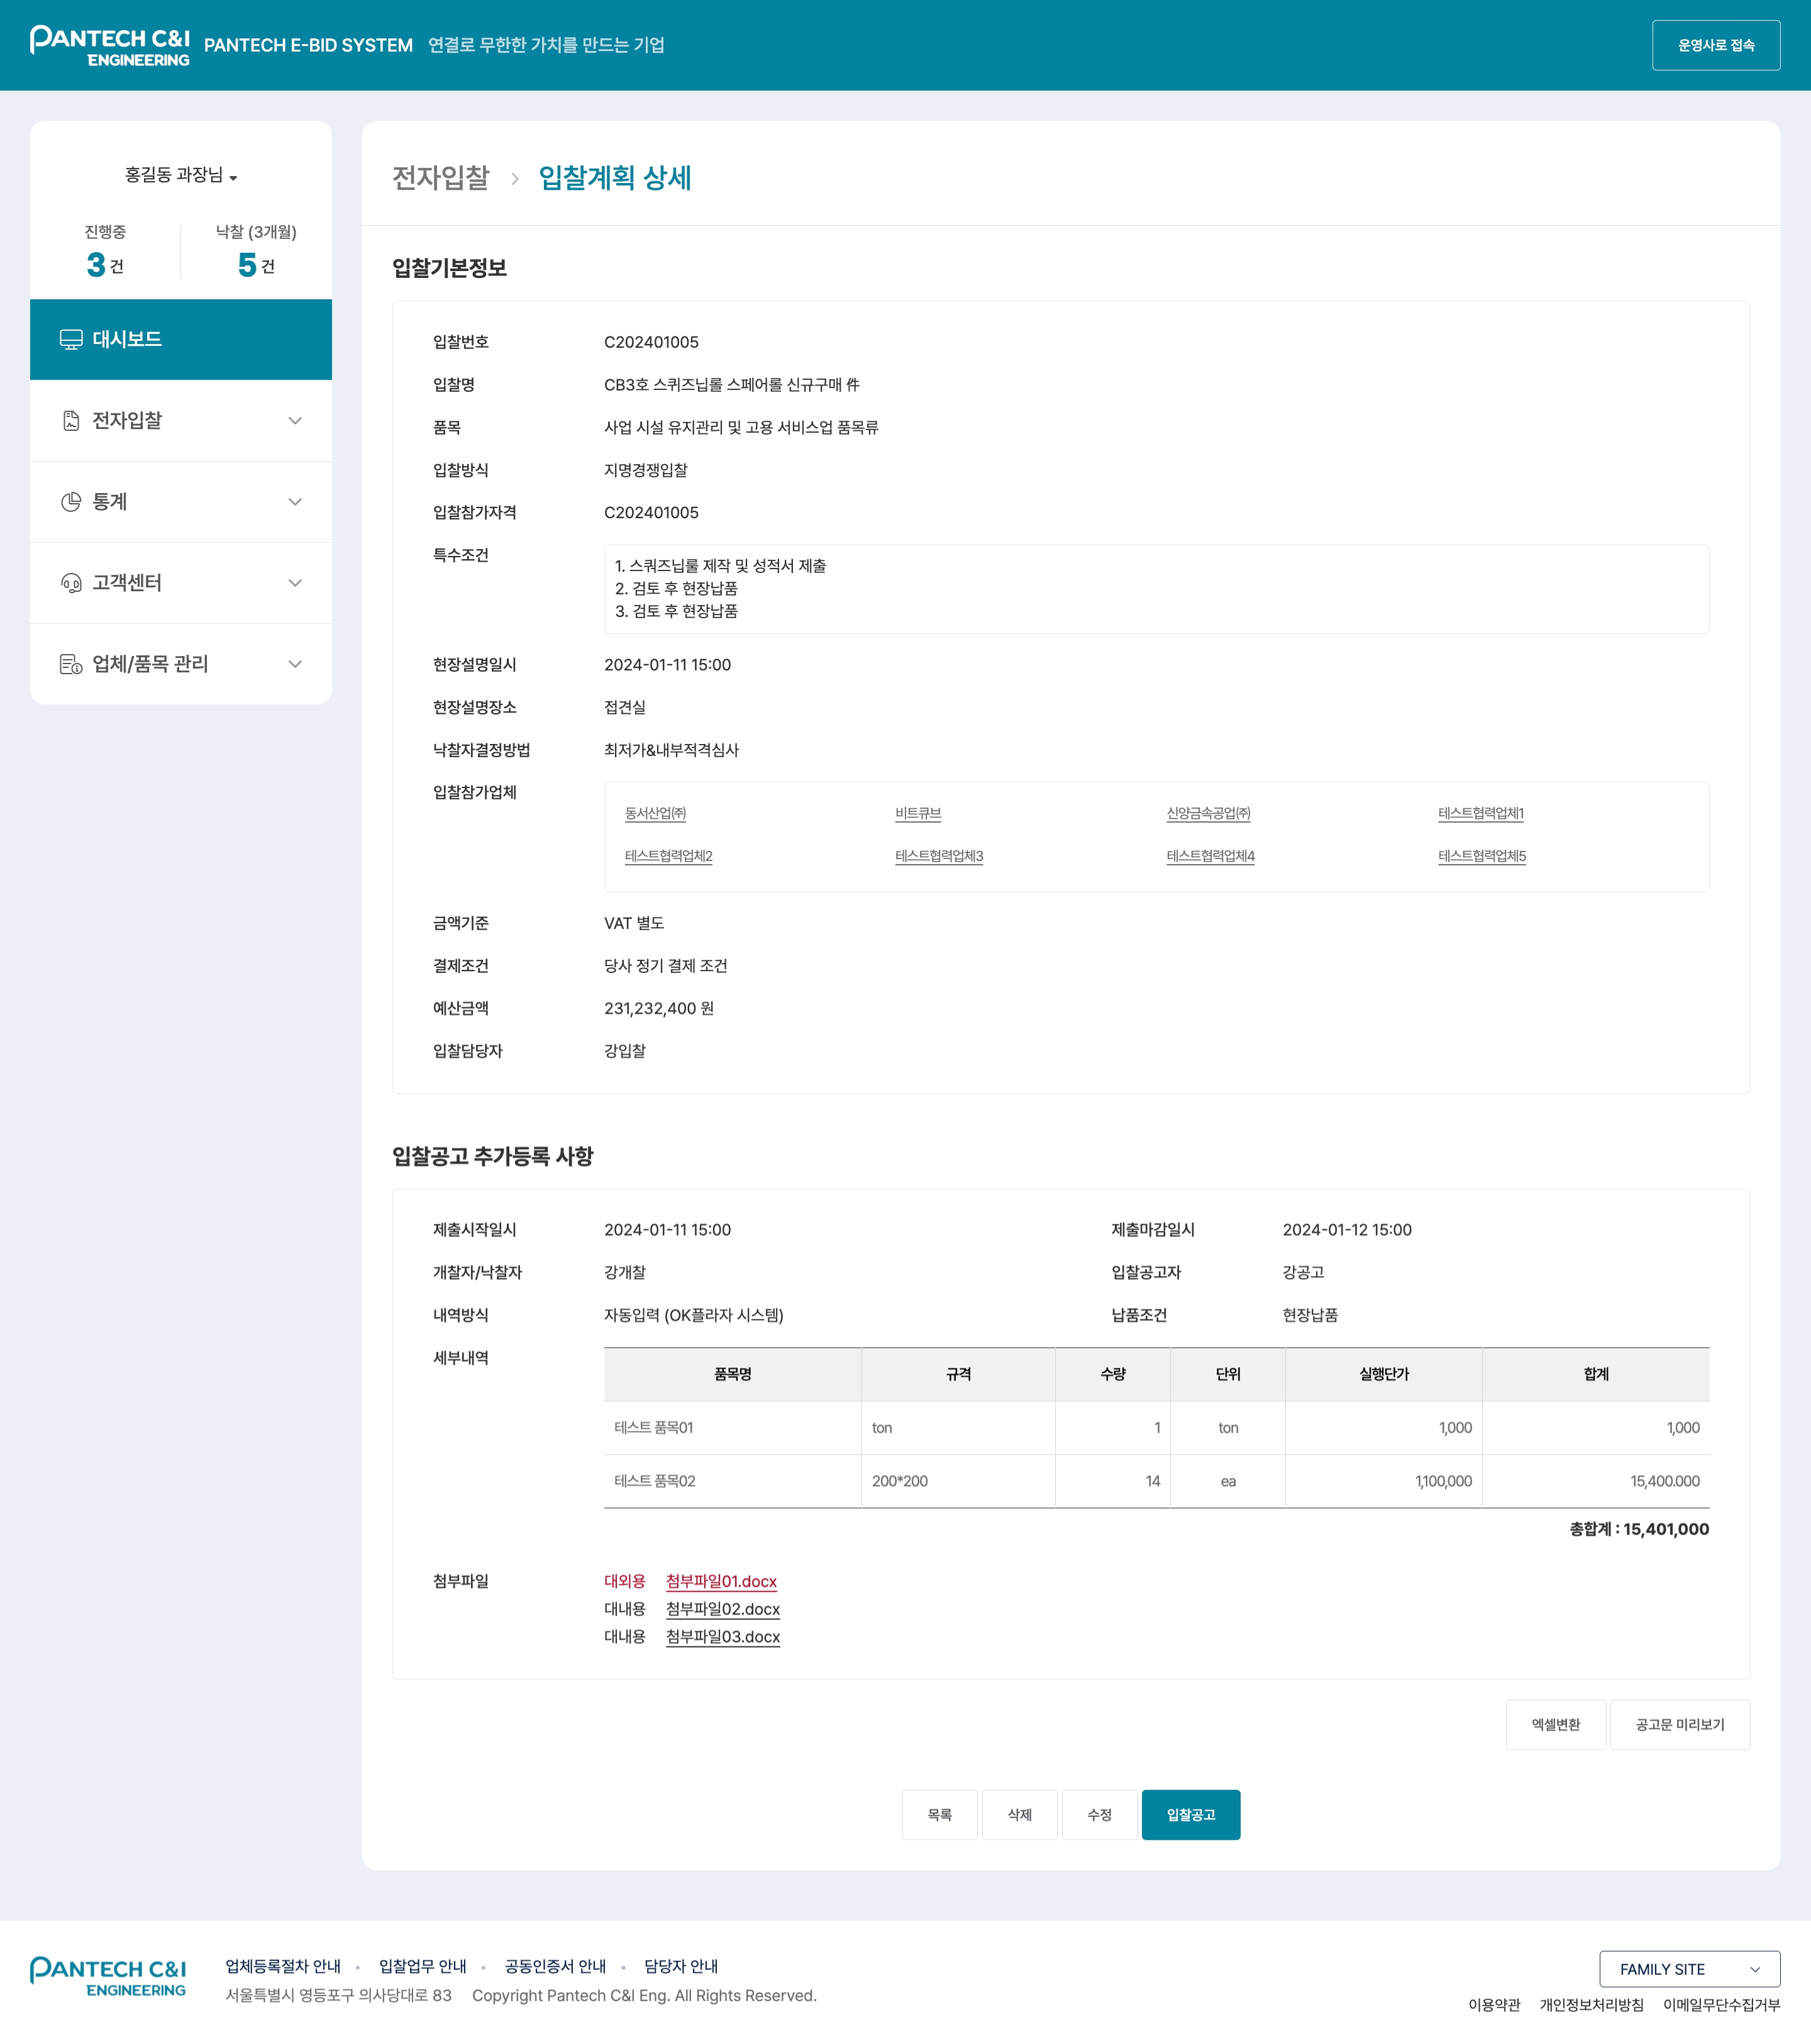 PANTECH C&I ENGINEERING PANTECH E-BID SYSTEM 연결로 무한한 가치를 만드는 기업 운영사로 접속
홍길동 과장님
진행중 낙찰 (3개월)
3 건 5 건
대시보드
전자입찰
통계
고객센터
업체/품목 관리
전자입찰 > 입찰계획 상세
입찰기본정보
입찰번호 C202401005
입찰명 CB3호 스퀴즈닙롤 스페어롤 신규구매 件
품목 사업 시설 유지관리 및 고용 서비스업 품목류
입찰방식 지명경쟁입찰
입찰참가자격 C202401005
특수조건 1. 스쿼즈닙룰 제작 및 성적서 제출
2. 검토 후 현장납품
3. 검토 후 현장납품
현장설명일시 2024-01-11 15:00
현장설명장소 접견실
낙찰자결정방법 최저가&내부적격심사
입찰참가업체 동서산업㈜ 비트큐브 신양금속공업㈜ 테스트협력업체1
테스트협력업체2 테스트협력업체3 테스트협력업체4 테스트협력업체5
금액기준 VAT 별도
결제조건 당사 정기 결제 조건
예산금액 231,232,400 원
입찰담당자 강입찰
입찰공고 추가등록 사항
제출시작일시 2024-01-11 15:00 제출마감일시 2024-01-12 15:00
개찰자/낙찰자 강개찰 입찰공고자 강공고
내역방식 자동입력 (OK플라자 시스템) 납품조건 현장납품
세부내역 품목명 규격 수량 단위 실행단가 합계
테스트 품목01 ton 1 ton 1,000 1,000
테스트 품목02 200*200 14 ea 1,100,000 15,400.000
총합계 : 15,401,000
첨부파일 대외용 첨부파일01.docx
대내용 첨부파일02.docx
대내용 첨부파일03.docx
엑셀변환 공고문 미리보기
목록 삭제 수정 입찰공고
PANTECH C&I ENGINEERING
업체등록절차 안내 • 입찰업무 안내 • 공동인증서 안내 • 담당자 안내
서울특별시 영등포구 의사당대로 83 Copyright Pantech C&I Eng. All Rights Reserved.
FAMILY SITE
이용약관 개인정보처리방침 이메일무단수집거부